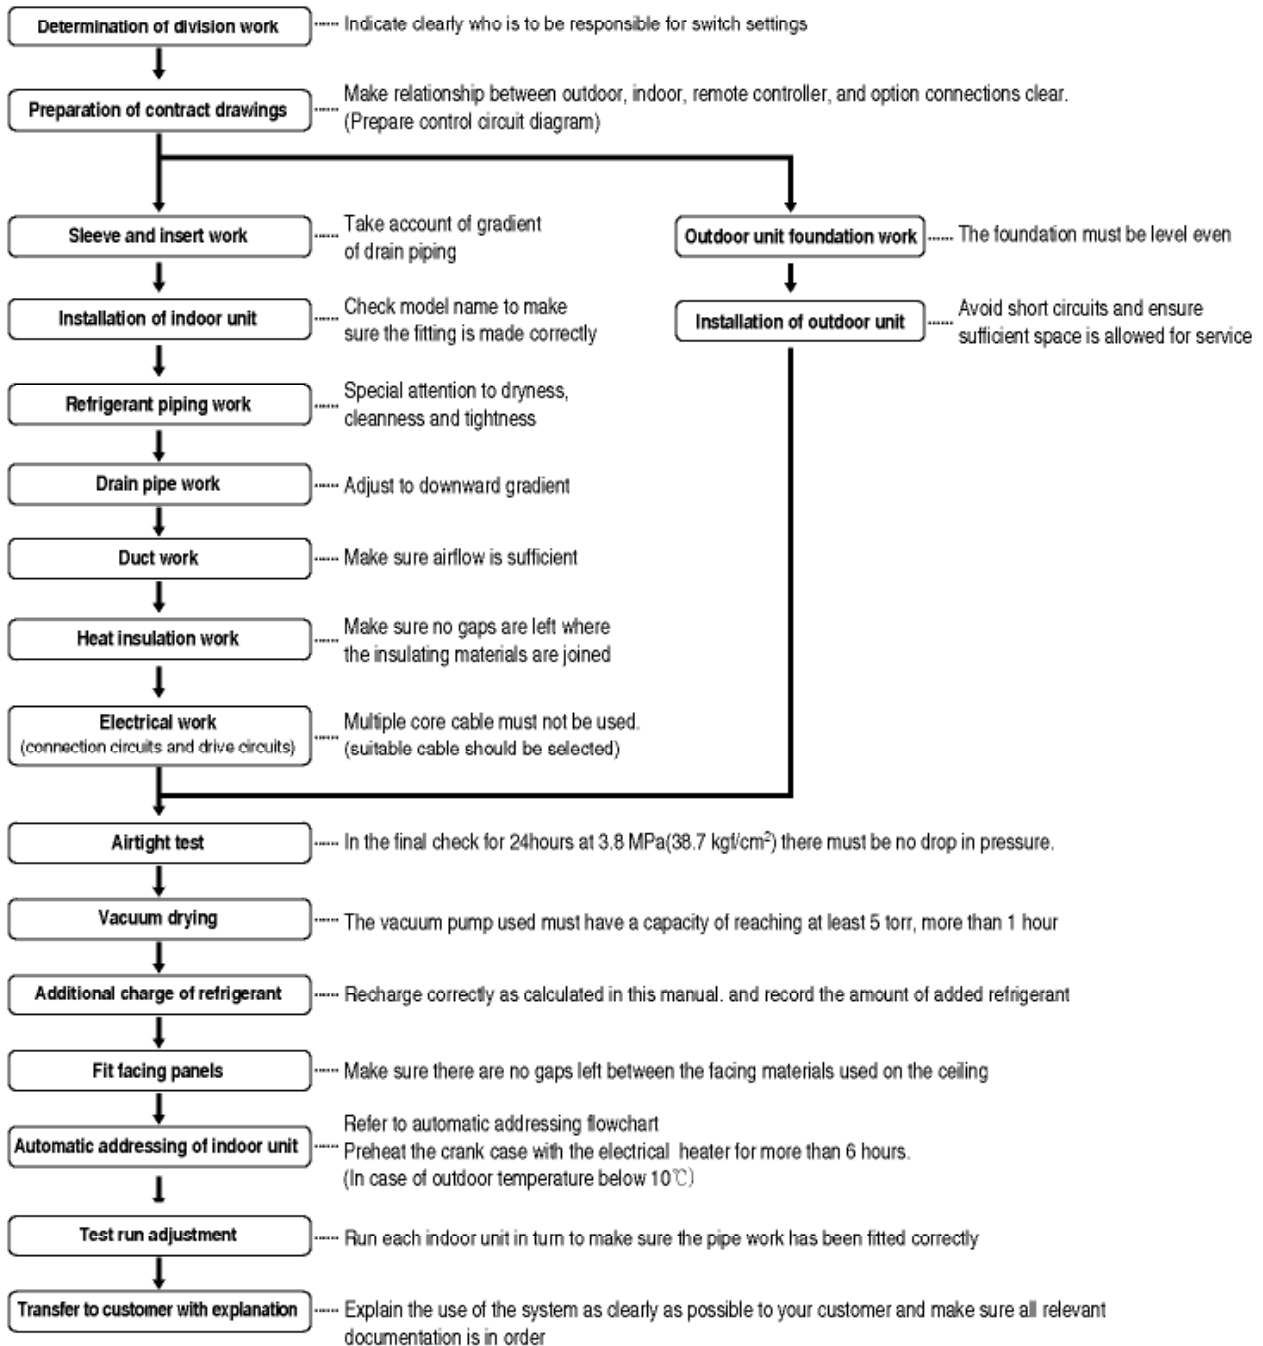 Determination of division work
Indicate clearly who is to be responsible for switch settings
Preparation of contract drawings
Make relationship between outdoor, indoor, remote controller, and option connections clear.
(Prepare control circuit diagram)
Sleeve and insert work
Take account of gradient
of drain piping
Outdoor unit foundation work
The foundation must be level even
Installation of indoor unit
Check model name to make
sure the fitting is made correctly
Installation of outdoor unit
Avoid short circuits and ensure
sufficient space is allowed for service
Refrigerant piping work
Special attention to dryness,
cleanness and tightness
Drain pipe work
Adjust to downward gradient
Duct work
Make sure airflow is sufficient
Heat insulation work
Make sure no gaps are left where
the insulating materials are joined
Electrical work
(connection circuits and drive circuits)
Multiple core cable must not be used.
(suitable cable should be selected)
Airtight test
In the final check for 24hours at 3.8 MPa(38.7 kgf/cm²) there must be no drop in pressure.
Vacuum drying
The vacuum pump used must have a capacity of reaching at least 5 torr, more than 1 hour
Additional charge of refrigerant
Recharge correctly as calculated in this manual. and record the amount of added refrigerant
Fit facing panels
Make sure there are no gaps left between the facing materials used on the ceiling
Automatic addressing of indoor unit
Refer to automatic addressing flowchart
Preheat the crank case with the electrical heater for more than 6 hours.
(In case of outdoor temperature below 10℃)
Test run adjustment
Run each indoor unit in turn to make sure the pipe work has been fitted correctly
Transfer to customer with explanation
Explain the use of the system as clearly as possible to your customer and make sure all relevant
documentation is in order